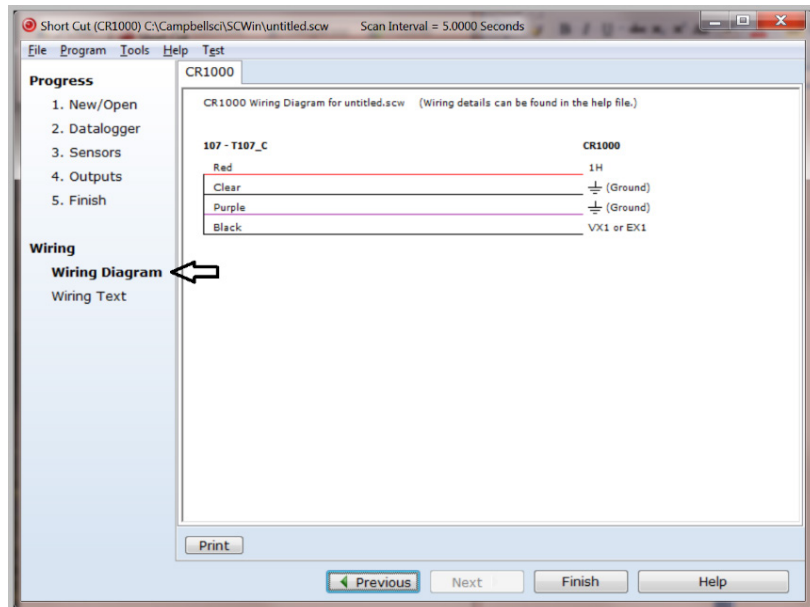 Short Cut (CR1000) C:\Campbellsci\SCWin\untitled.scw Scan Interval = 5.0000 Seconds
File Program Tools Help Test
Progress
1. New/Open
2. Datalogger
3. Sensors
4. Outputs
5. Finish
Wiring
Wiring Diagram
Wiring Text
CR1000
CR1000 Wiring Diagram for untitled.scw (Wiring details can be found in the help file.)
107 - T107_C CR1000
Red 1H
Clear (Ground)
Purple (Ground)
Black VX1 or EX1
Print
Previous Next Finish Help